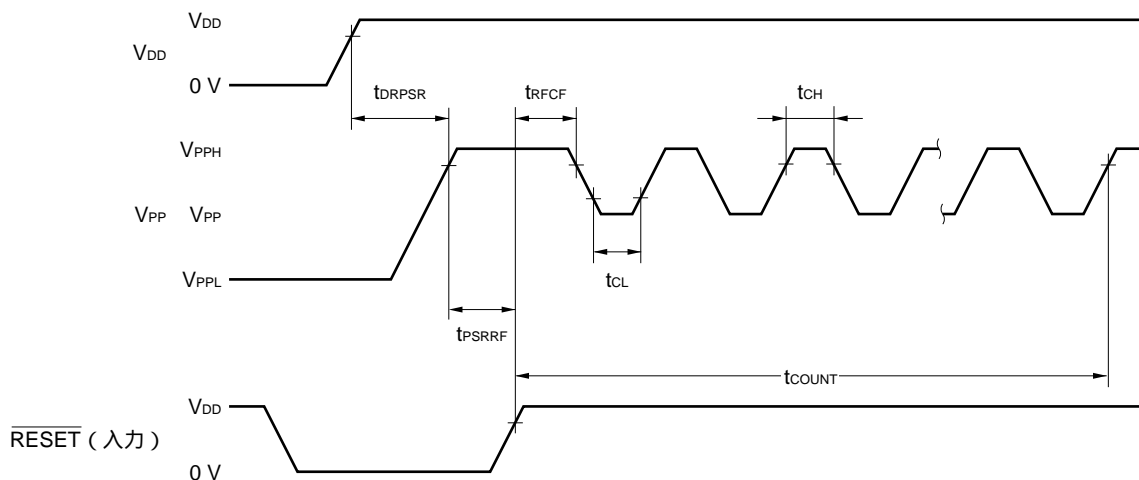 VDD
VDD
0 V
tDRPSR
tRFCF
tCH
VPPH
VPP VPP
tCL
VPPL
tPSRRF
tCOUNT
VDD
RESET（入力）
0 V